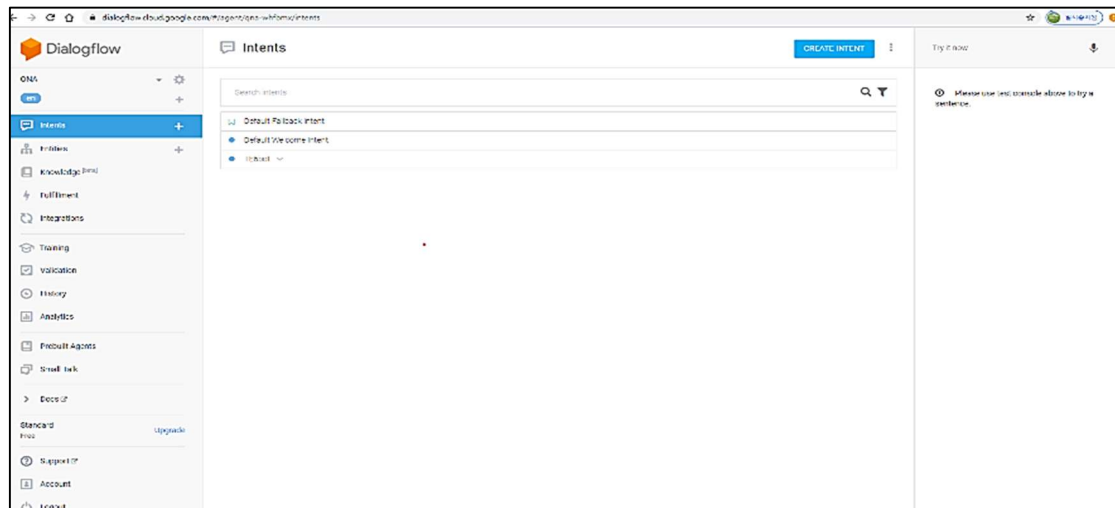 dialogflow.cloud.google.com/#/agent/qna-whfomx/intents
Dialogflow
Intents
CREATE INTENT
Try it now
QNA
en
Search intents
Please use test console above to try a
sentence.
Intents
Default Fallback Intent
Default Welcome Intent
Entities
Knowledge [beta]
Fulfillment
Integrations
Training
Validation
History
Analytics
Prebuilt Agents
Small Talk
Docs
Standard
Free
Upgrade
Support
Account
Logout